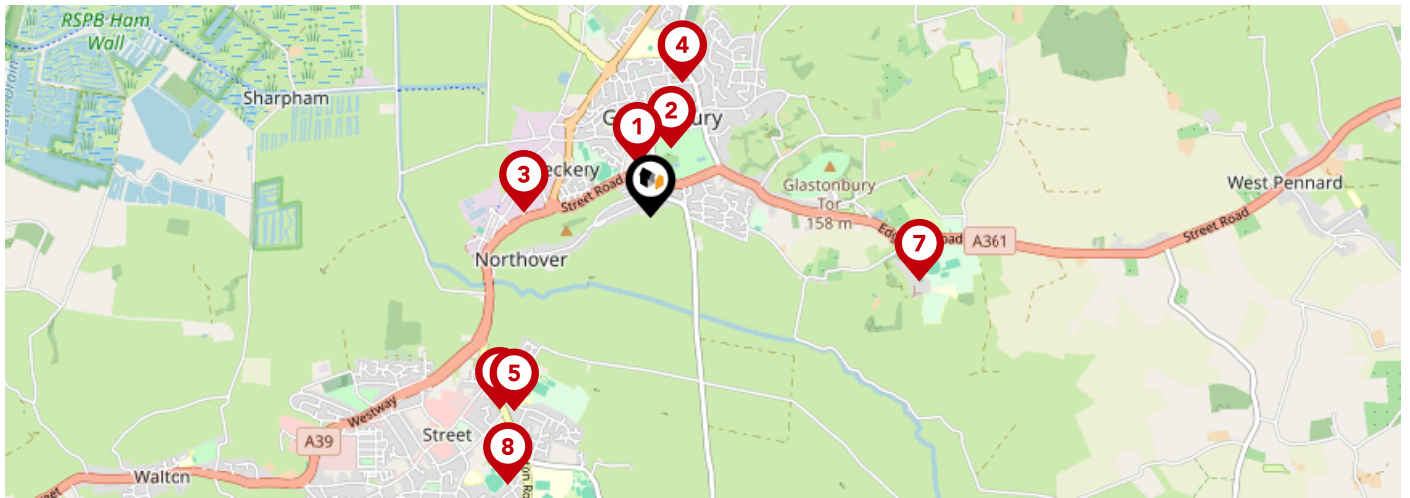 RSPB Ham
Wall
4
Sharpham
2
1
Street Road
3
Glastonbury
Tor
158 m
West Pennard
Street Road
7
A361
Northover
5
Westway
A39
Street
8
Walton